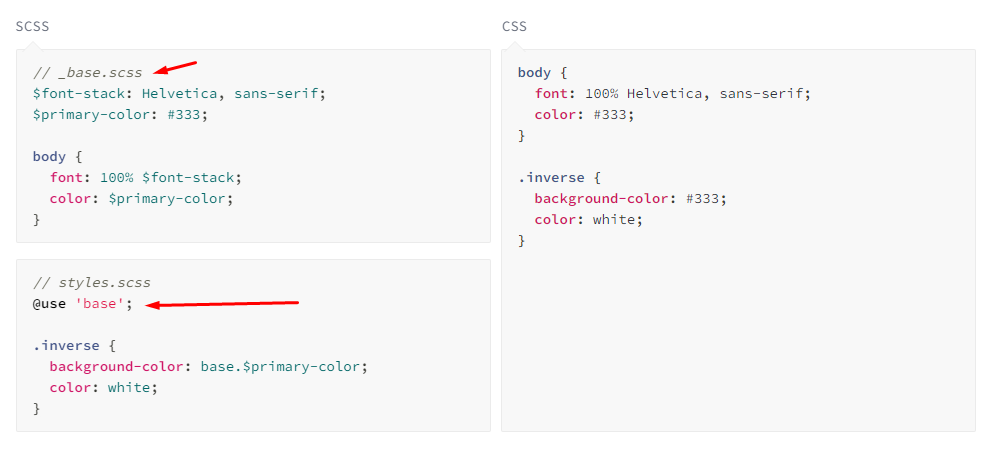 SCSS
// _base.scss
$font-stack: Helvetica, sans-serif;
$primary-color: #333;
body {
  font: 100% $font-stack;
  color: $primary-color;
}
// styles.scss
@use 'base';
.inverse {
  background-color: base.$primary-color;
  color: white;
}
CSS
body {
  font: 100% Helvetica, sans-serif;
  color: #333;
}
.inverse {
  background-color: #333;
  color: white;
}